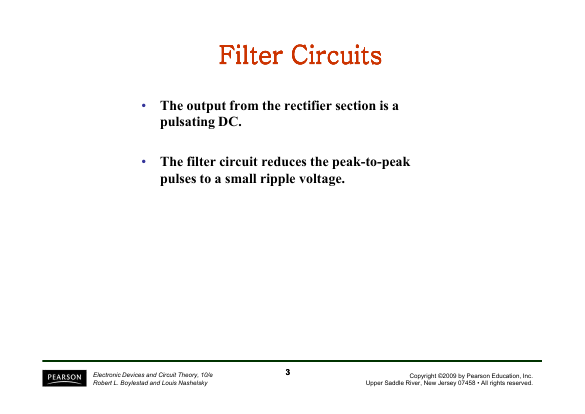 Filter Circuits
• The output from the rectifier section is a
pulsating DC.
• The filter circuit reduces the peak-to-peak
pulses to a small ripple voltage.
PEARSON
Electronic Devices and Circuit Theory, 10/e
Robert L. Boylestad and Louis Nashelsky
3
Copyright ©2009 by Pearson Education, Inc.
Upper Saddle River, New Jersey 07458 • All rights reserved.